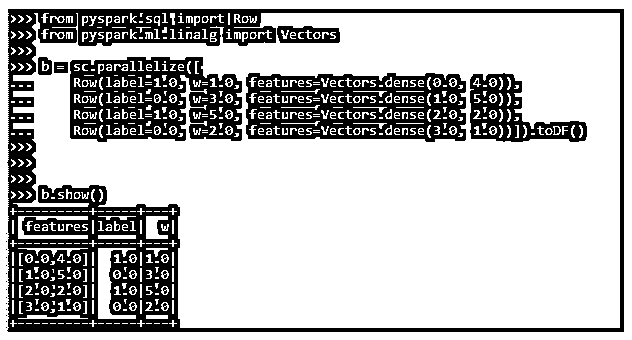 >>> from pyspark.sql import Row
>>> from pyspark.ml.linalg import Vectors
>>>
>>> b = sc.parallelize([
...     Row(label=1.0, w=1.0, features=Vectors.dense(0.0, 4.0)),
...     Row(label=0.0, w=3.0, features=Vectors.dense(1.0, 5.0)),
...     Row(label=1.0, w=5.0, features=Vectors.dense(2.0, 2.0)),
...     Row(label=0.0, w=2.0, features=Vectors.dense(3.0, 1.0))]).toDF()
>>>
>>>
>>>
>>> b.show()
+---------+-----+---+
| features|label|  w|
+---------+-----+---+
|[0.0,4.0]|  1.0|1.0|
|[1.0,5.0]|  0.0|3.0|
|[2.0,2.0]|  1.0|5.0|
|[3.0,1.0]|  0.0|2.0|
+---------+-----+---+